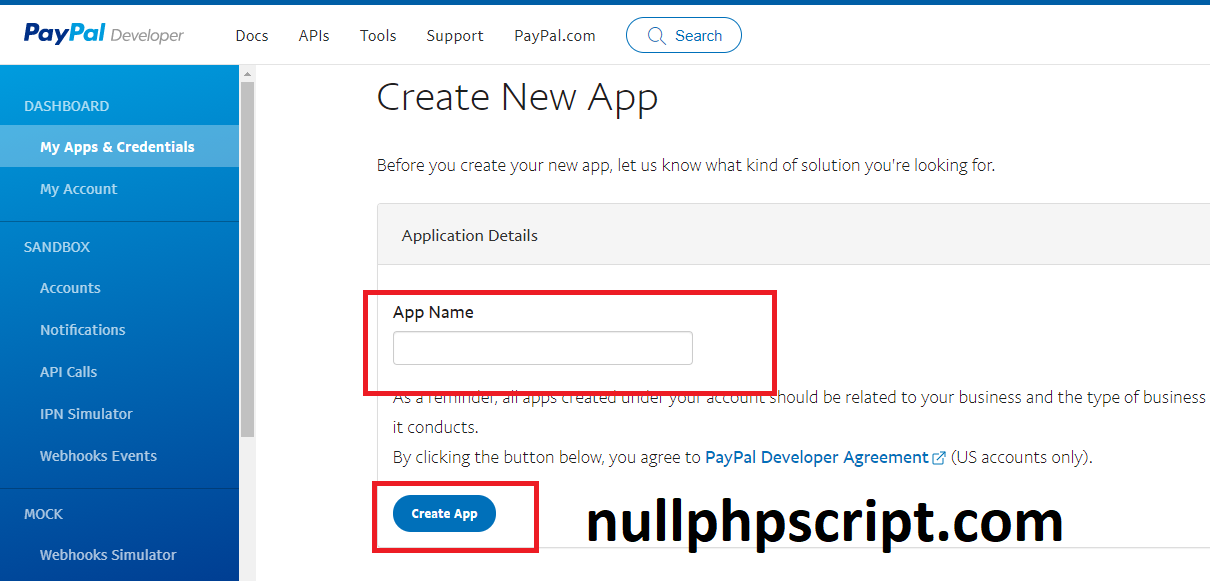 PayPal Developer
Docs APIs Tools Support PayPal.com Search
DASHBOARD
My Apps & Credentials
My Account
SANDBOX
Accounts
Notifications
API Calls
IPN Simulator
Webhooks Events
MOCK
Webhooks Simulator
Create New App
Before you create your new app, let us know what kind of solution you're looking for.
Application Details
App Name
As a reminder, all apps created under your account should be related to your business and the type of business
it conducts.
By clicking the button below, you agree to PayPal Developer Agreement (US accounts only).
Create App
nullphpscript.com